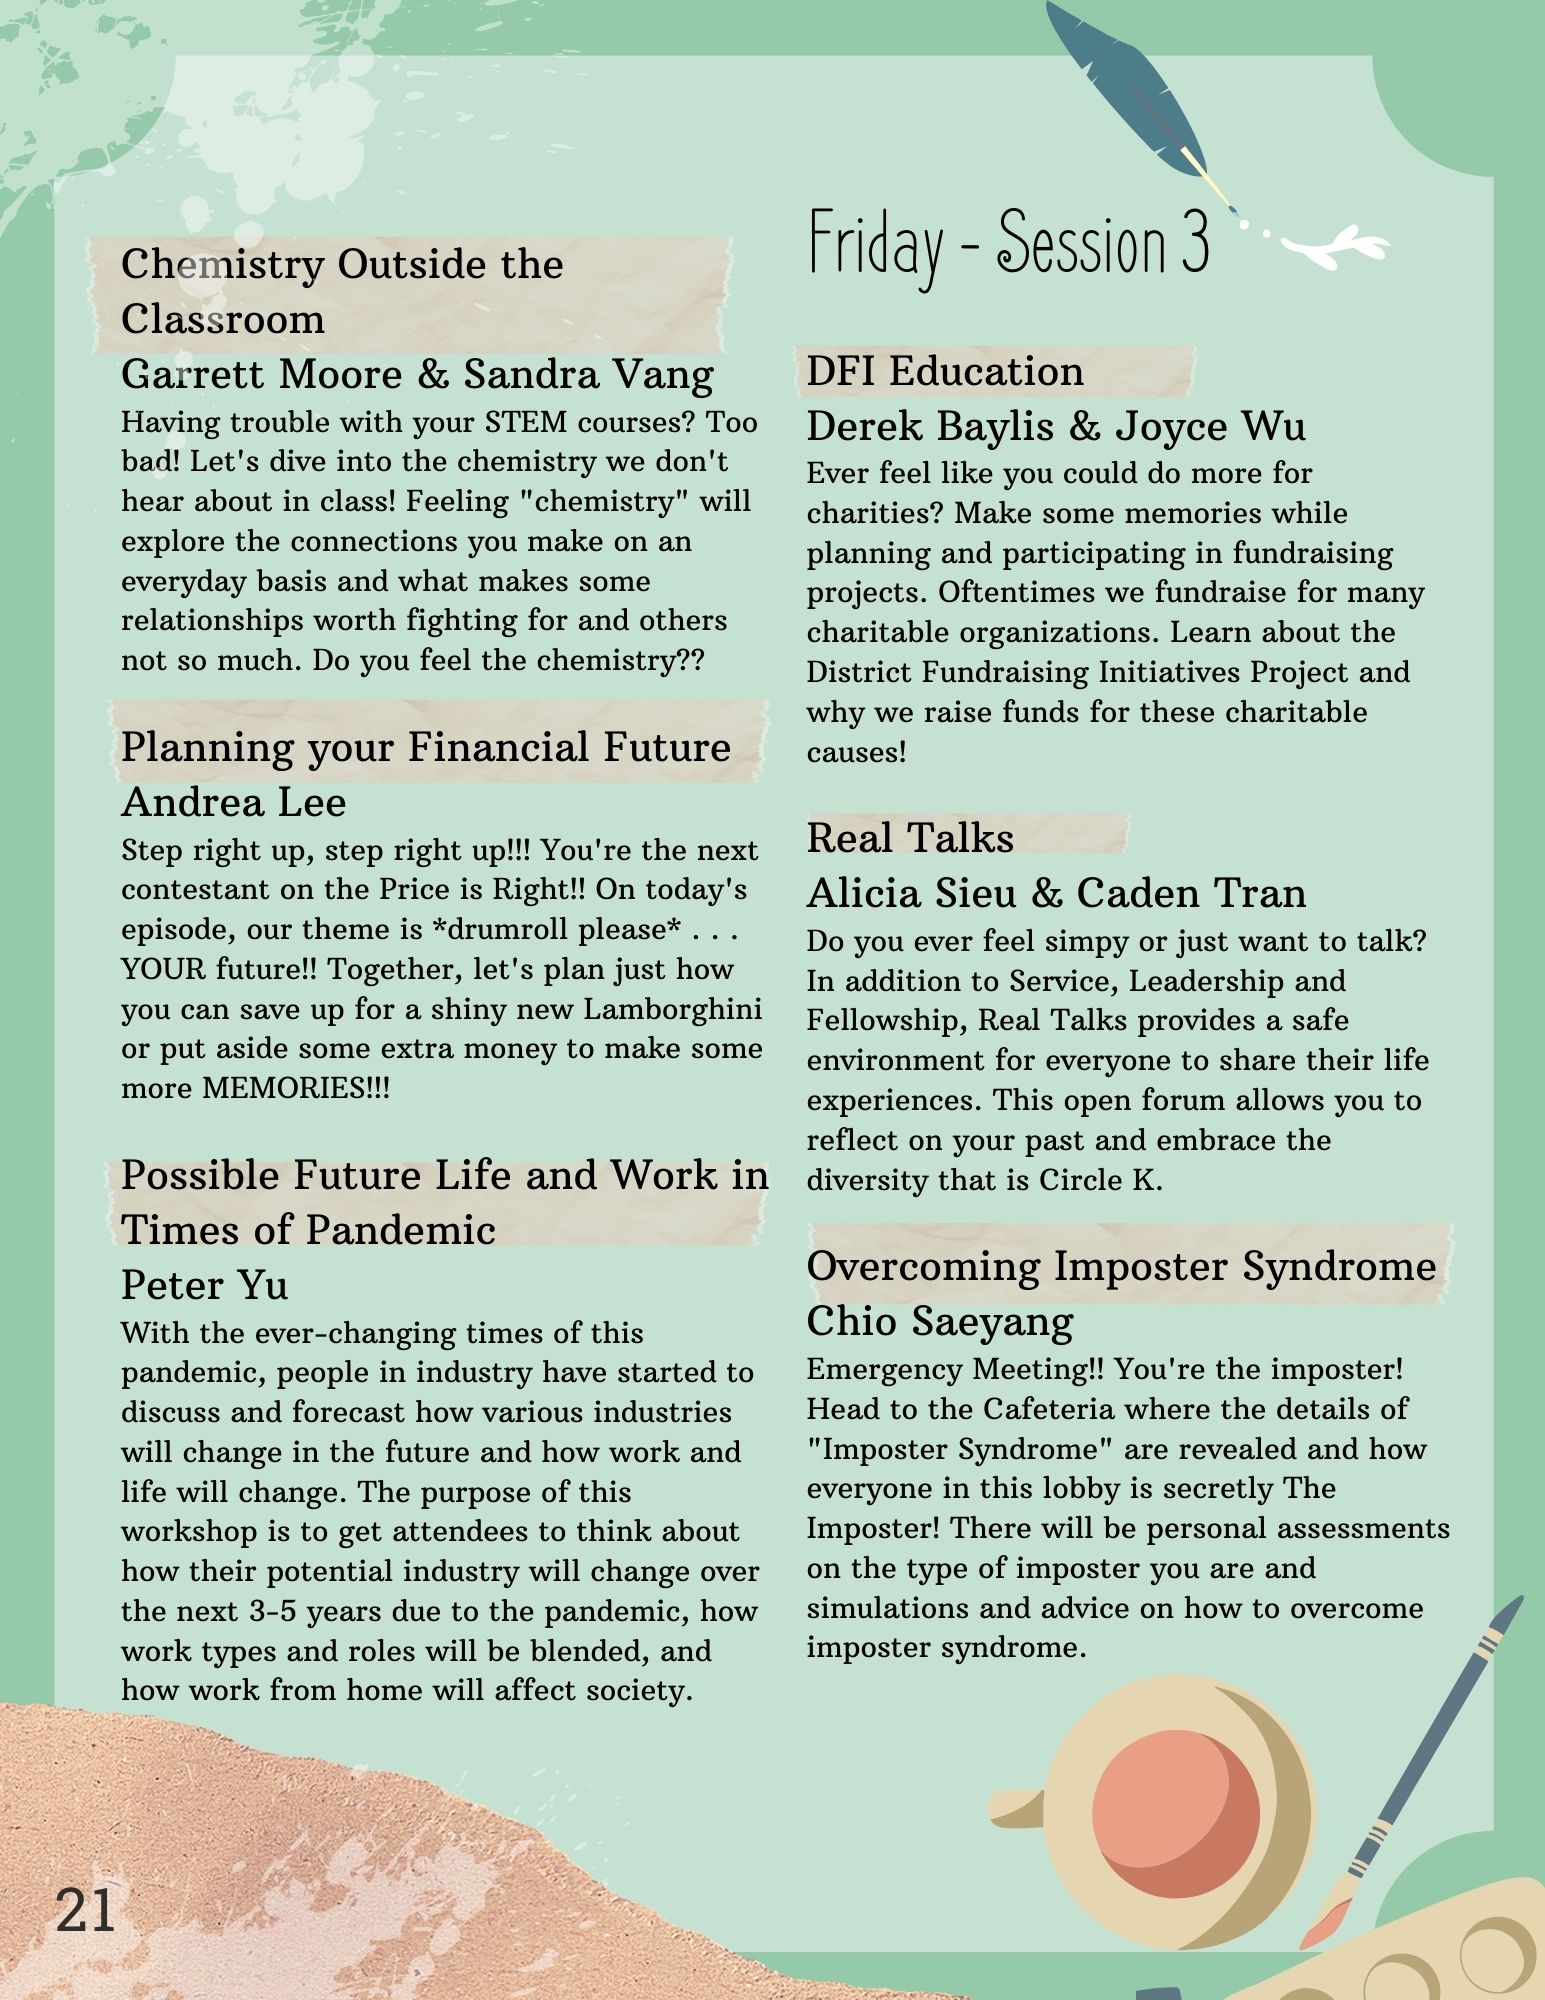 Chemistry Outside the
Classroom
Garrett Moore & Sandra Vang
Having trouble with your STEM courses? Too
bad! Let's dive into the chemistry we don't
hear about in class! Feeling "chemistry" will
explore the connections you make on an
everyday basis and what makes some
relationships worth fighting for and others
not so much. Do you feel the chemistry??
Planning your Financial Future
Andrea Lee
Step right up, step right up!!! You're the next
contestant on the Price is Right!! On today's
episode, our theme is *drumroll please* . . .
YOUR future!! Together, let's plan just how
you can save up for a shiny new Lamborghini
or put aside some extra money to make some
more MEMORIES!!!
Possible Future Life and Work in
Times of Pandemic
Peter Yu
With the ever-changing times of this
pandemic, people in industry have started to
discuss and forecast how various industries
will change in the future and how work and
life will change. The purpose of this
workshop is to get attendees to think about
how their potential industry will change over
the next 3-5 years due to the pandemic, how
work types and roles will be blended, and
how work from home will affect society.
Friday - Session 3
DFI Education
Derek Baylis & Joyce Wu
Ever feel like you could do more for
charities? Make some memories while
planning and participating in fundraising
projects. Oftentimes we fundraise for many
charitable organizations. Learn about the
District Fundraising Initiatives Project and
why we raise funds for these charitable
causes!
Real Talks
Alicia Sieu & Caden Tran
Do you ever feel simpy or just want to talk?
In addition to Service, Leadership and
Fellowship, Real Talks provides a safe
environment for everyone to share their life
experiences. This open forum allows you to
reflect on your past and embrace the
diversity that is Circle K.
Overcoming Imposter Syndrome
Chio Saeyang
Emergency Meeting!! You're the imposter!
Head to the Cafeteria where the details of
"Imposter Syndrome" are revealed and how
everyone in this lobby is secretly The
Imposter! There will be personal assessments
on the type of imposter you are and
simulations and advice on how to overcome
imposter syndrome.
21